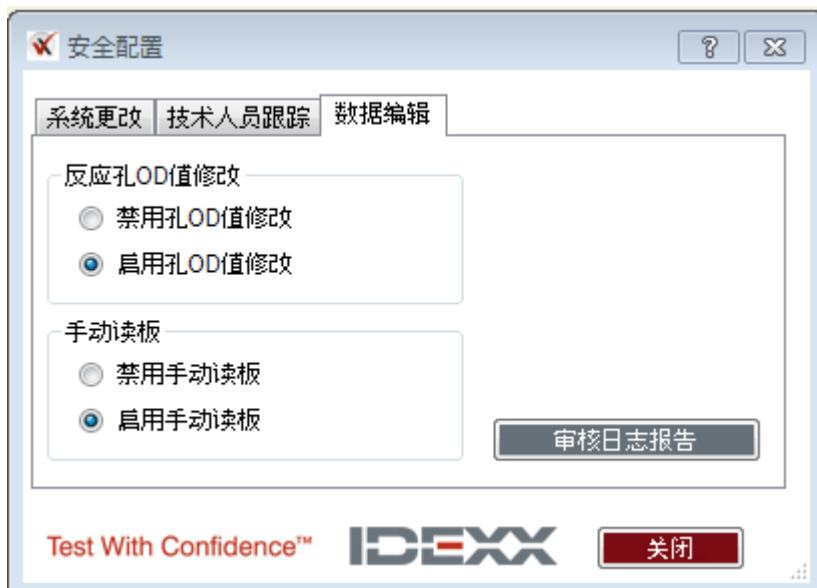 安全配置
系统更改 技术人员跟踪 数据编辑
反应孔OD值修改
禁用孔OD值修改
启用孔OD值修改
手动读板
禁用手动读板
启用手动读板
审核日志报告
Test With Confidence™ IDEXX 关闭